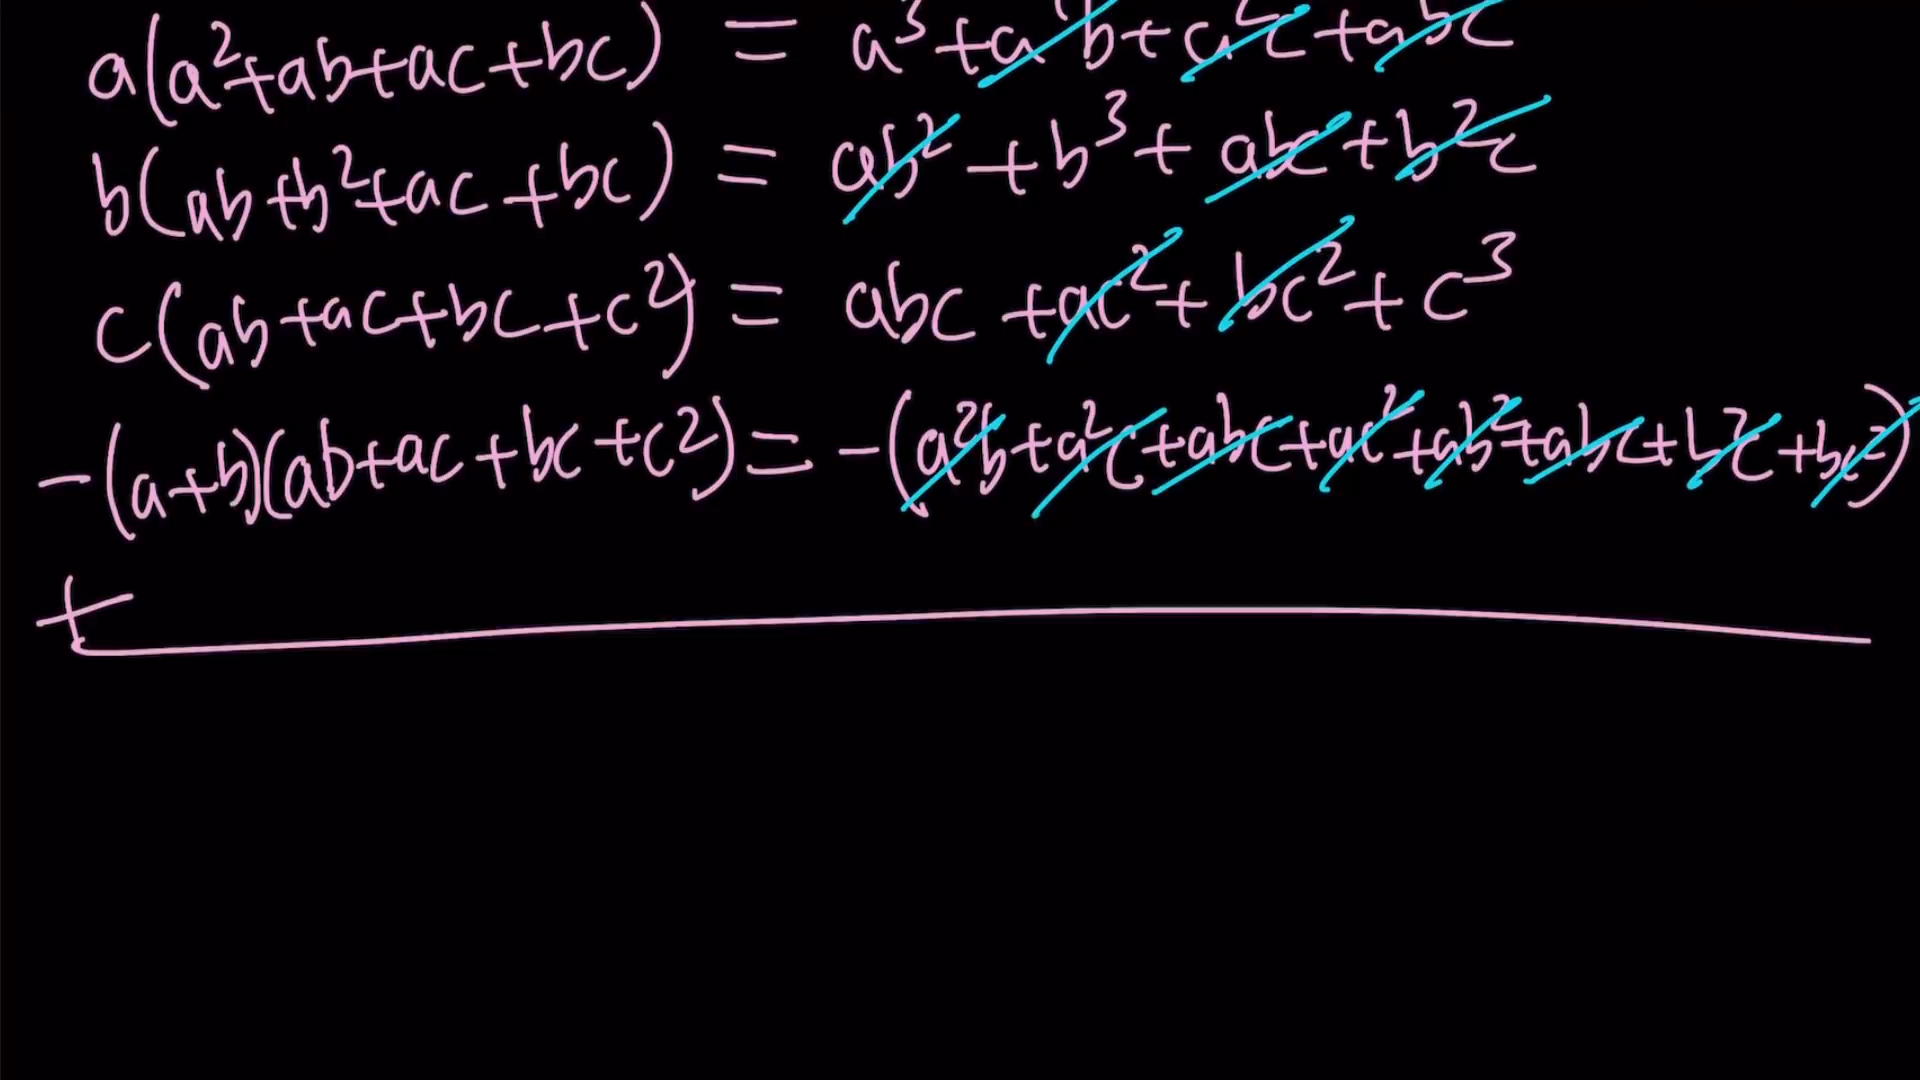 a(a²+ab+ac+bc) = a³+a²b+a²c+abc
b(ab+b²+ac+bc) = ab²+b³+abc+b²c
c(ab+ac+bc+c²) = abc+ac²+bc²+c³
-(a+b)(ab+ac+bc+c²) = -(a²b+a²c+abc+ac²+ab²+abc+b²c+bc²)
+